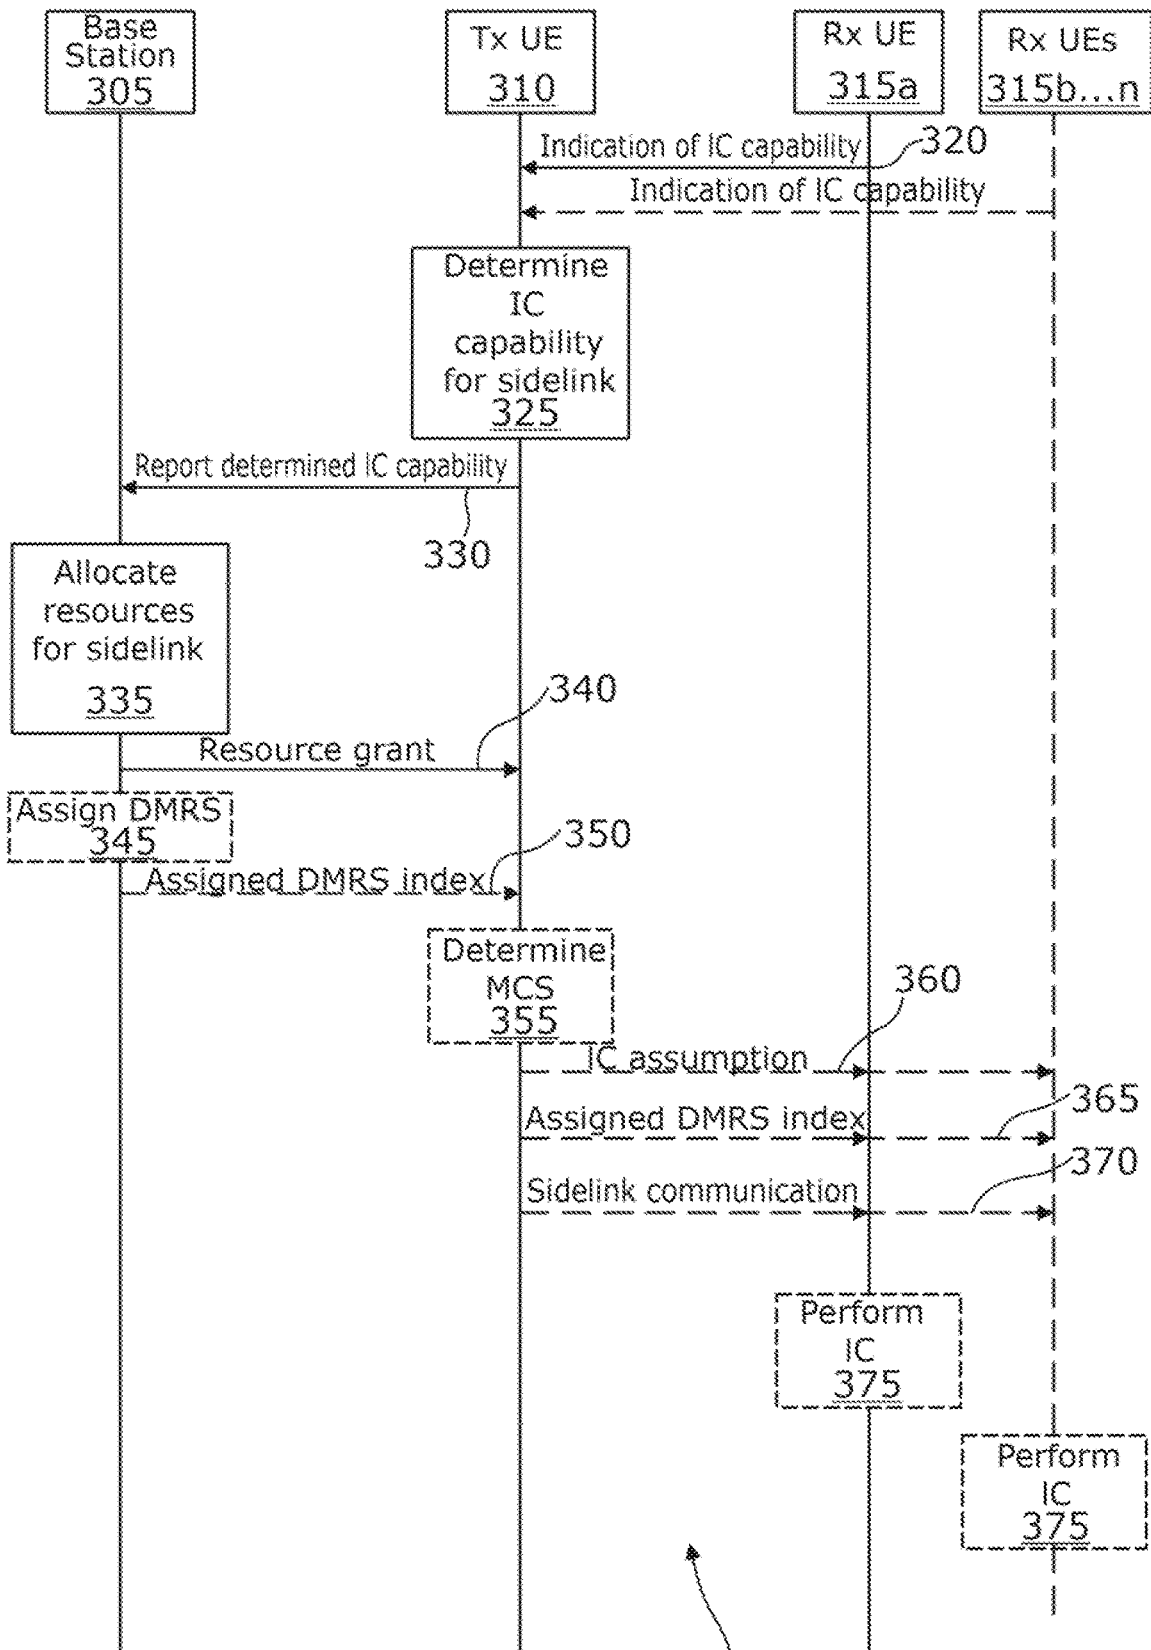 Base
Station
305
Tx UE
310
Rx UE
315a
Rx UEs
315b...n
Indication of IC capability
320
Indication of IC capability
Determine
IC
capability
for sidelink
325
Report determined IC capability
330
Allocate
resources
for sidelink
335
340
Resource grant
Assign DMRS
345
350
Assigned DMRS index
Determine
MCS
355
360
IC assumption
365
Assigned DMRS index
370
Sidelink communication
Perform
IC
375
Perform
IC
375